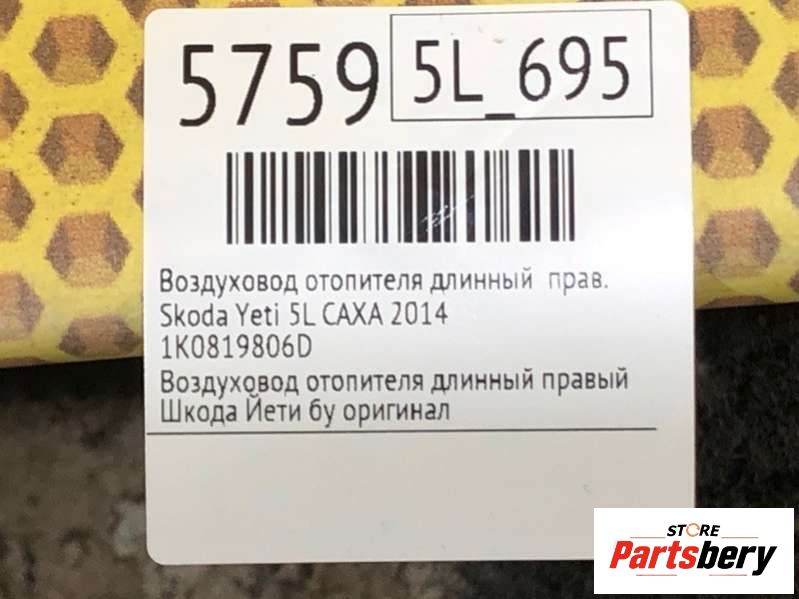 5759 5L_695
Воздуховод отопителя длинный прав.
Skoda Yeti 5L CAXA 2014
1K0819806D
Воздуховод отопителя длинный правый
Шкода Йети бу оригинал
STORE
Partsbery